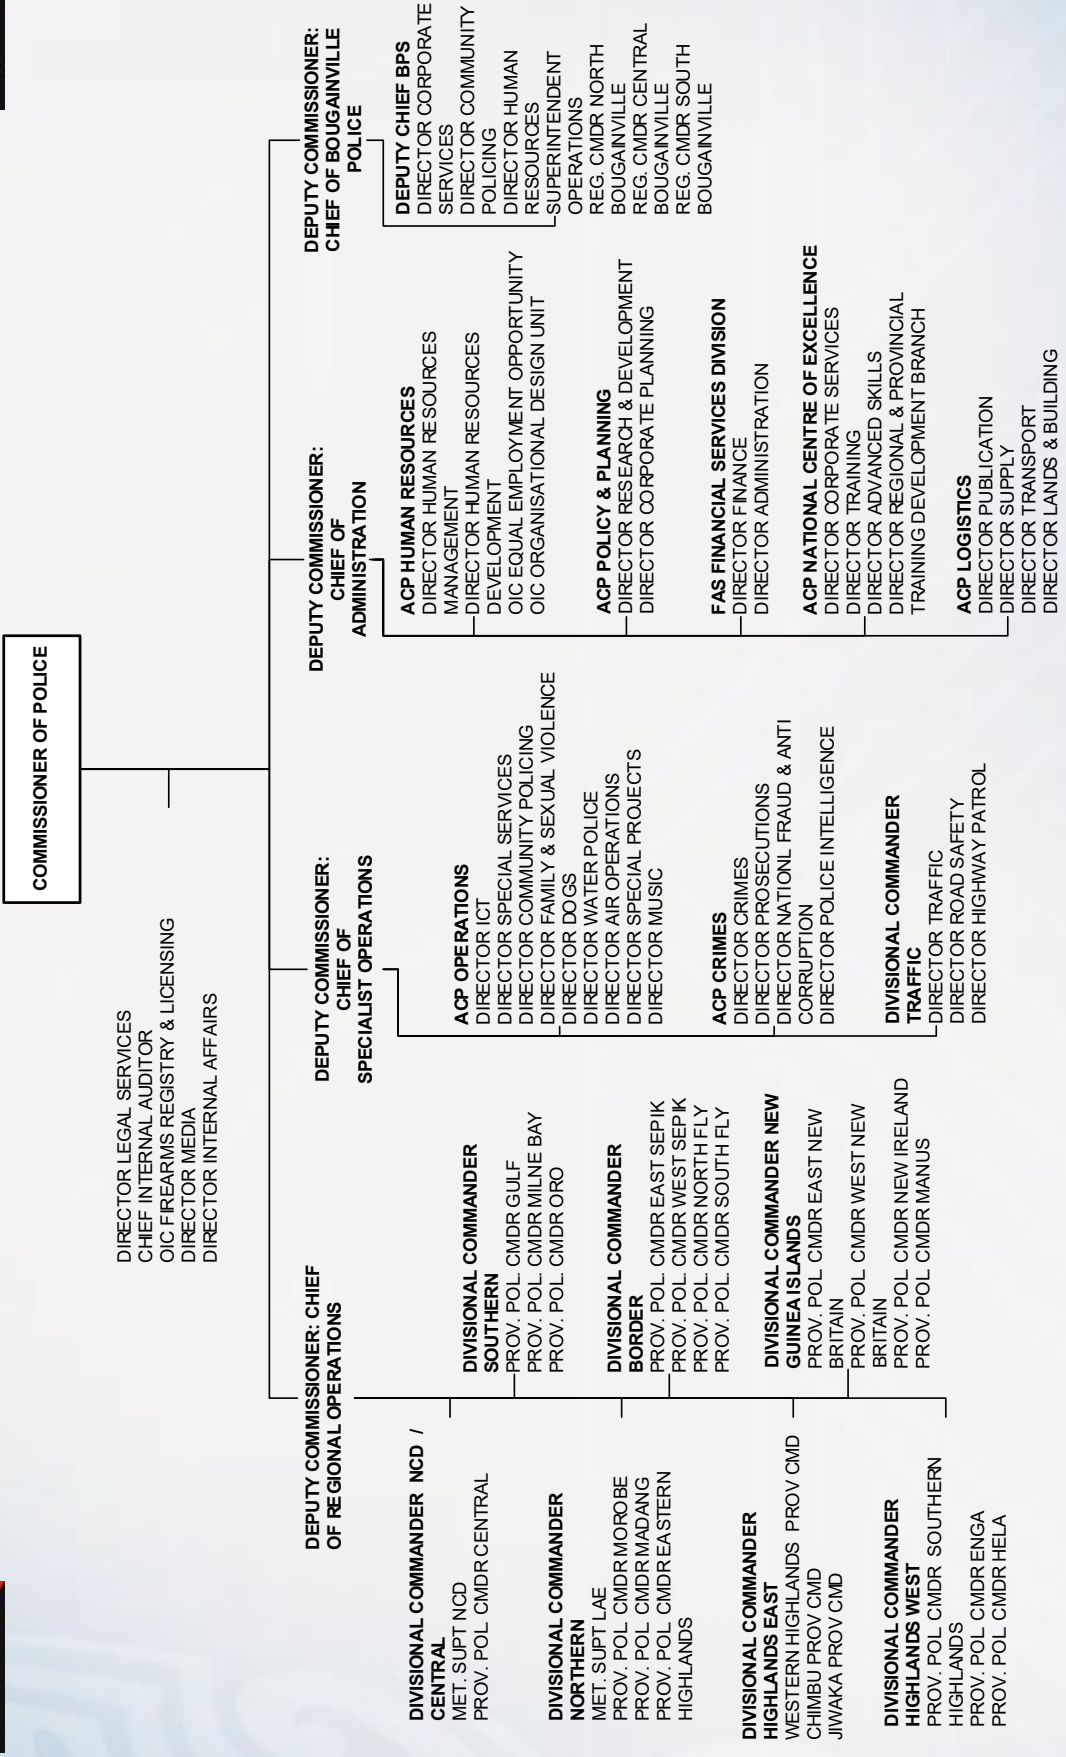 COMMISSIONER OF POLICE
DIRECTOR LEGAL SERVICES
CHIEF INTERNAL AUDITOR
OIC FIREARMS REGISTRY & LICENSING
DIRECTOR MEDIA
DIRECTOR INTERNAL AFFAIRS
DEPUTY COMMISSIONER: CHIEF
OF REGIONAL OPERATIONS
DIVISIONAL COMMANDER NCD /
CENTRAL
MET. SUPT NCD
PROV. POL. CMDR CENTRAL
DIVISIONAL COMMANDER
NORTHERN
MET. SUPT LAE
PROV. POL. CMDR MOROBE
PROV. POL. CMDR MADANG
PROV. POL. CMDR EASTERN
HIGHLANDS
DIVISIONAL COMMANDER
HIGHLANDS EAST
WESTERN HIGHLANDS PROV CMD
CHIMBU PROV CMD
JIWAKA PROV CMD
DIVISIONAL COMMANDER
HIGHLANDS WEST
PROV. POL. CMDR SOUTHERN
HIGHLANDS
PROV. POL. CMDR ENGA
PROV. POL. CMDR HELA
DIVISIONAL COMMANDER
SOUTHERN
PROV. POL. CMDR GULF
PROV. POL. CMDR MILNE BAY
PROV. POL. CMDR ORO
DIVISIONAL COMMANDER
BORDER
PROV. POL. CMDR EAST SEPIK
PROV. POL. CMDR WEST SEPIK
PROV. POL. CMDR NORTH FLY
PROV. POL. CMDR SOUTH FLY
DIVISIONAL COMMANDER NEW
GUINEA ISLANDS
PROV. POL. CMDR EAST NEW
BRITAIN
PROV. POL. CMDR WEST NEW
BRITAIN
PROV. POL. CMDR NEW IRELAND
PROV. POL. CMDR MANUS
DEPUTY COMMISSIONER:
CHIEF OF
SPECIALIST OPERATIONS
ACP OPERATIONS
DIRECTOR ICT
DIRECTOR SPECIAL SERVICES
DIRECTOR COMMUNITY POLICING
DIRECTOR FAMILY & SEXUAL VIOLENCE
DIRECTOR DOGS
DIRECTOR WATER POLICE
DIRECTOR AIR OPERATIONS
DIRECTOR SPECIAL PROJECTS
DIRECTOR MUSIC
ACP CRIMES
DIRECTOR CRIMES
DIRECTOR PROSECUTIONS
DIRECTOR NATIONL FRAUD & ANTI
CORRUPTION
DIRECTOR POLICE INTELLIGENCE
DIVISIONAL COMMANDER
TRAFFIC
DIRECTOR TRAFFIC
DIRECTOR ROAD SAFETY
DIRECTOR HIGHWAY PATROL
DEPUTY COMMISSIONER:
CHIEF OF
ADMINISTRATION
ACP HUMAN RESOURCES
DIRECTOR HUMAN RESOURCES
MANAGEMENT
DIRECTOR HUMAN RESOURCES
DEVELOPMENT
OIC EQUAL EMPLOYMENT OPPORTUNITY
OIC ORGANISATIONAL DESIGN UNIT
ACP POLICY & PLANNING
DIRECTOR RESEARCH & DEVELOPMENT
DIRECTOR CORPORATE PLANNING
FAS FINANCIAL SERVICES DIVISION
DIRECTOR FINANCE
DIRECTOR ADMINISTRATION
ACP NATIONAL CENTRE OF EXCELLENCE
DIRECTOR CORPORATE SERVICES
DIRECTOR TRAINING
DIRECTOR ADVANCED SKILLS
DIRECTOR REGIONAL & PROVINCIAL
TRAINING DEVELOPMENT BRANCH
ACP LOGISTICS
DIRECTOR PUBLICATION
DIRECTOR SUPPLY
DIRECTOR TRANSPORT
DIRECTOR LANDS & BUILDING
DEPUTY COMMISSIONER:
CHIEF OF BOUGAINVILLE
POLICE
DEPUTY CHIEF BPS
DIRECTOR CORPORATE
SERVICES
DIRECTOR COMMUNITY
POLICING
DIRECTOR HUMAN
RESOURCES
SUPERINTENDENT
OPERATIONS
REG. CMDR NORTH
BOUGAINVILLE
REG. CMDR CENTRAL
BOUGAINVILLE
REG. CMDR SOUTH
BOUGAINVILLE